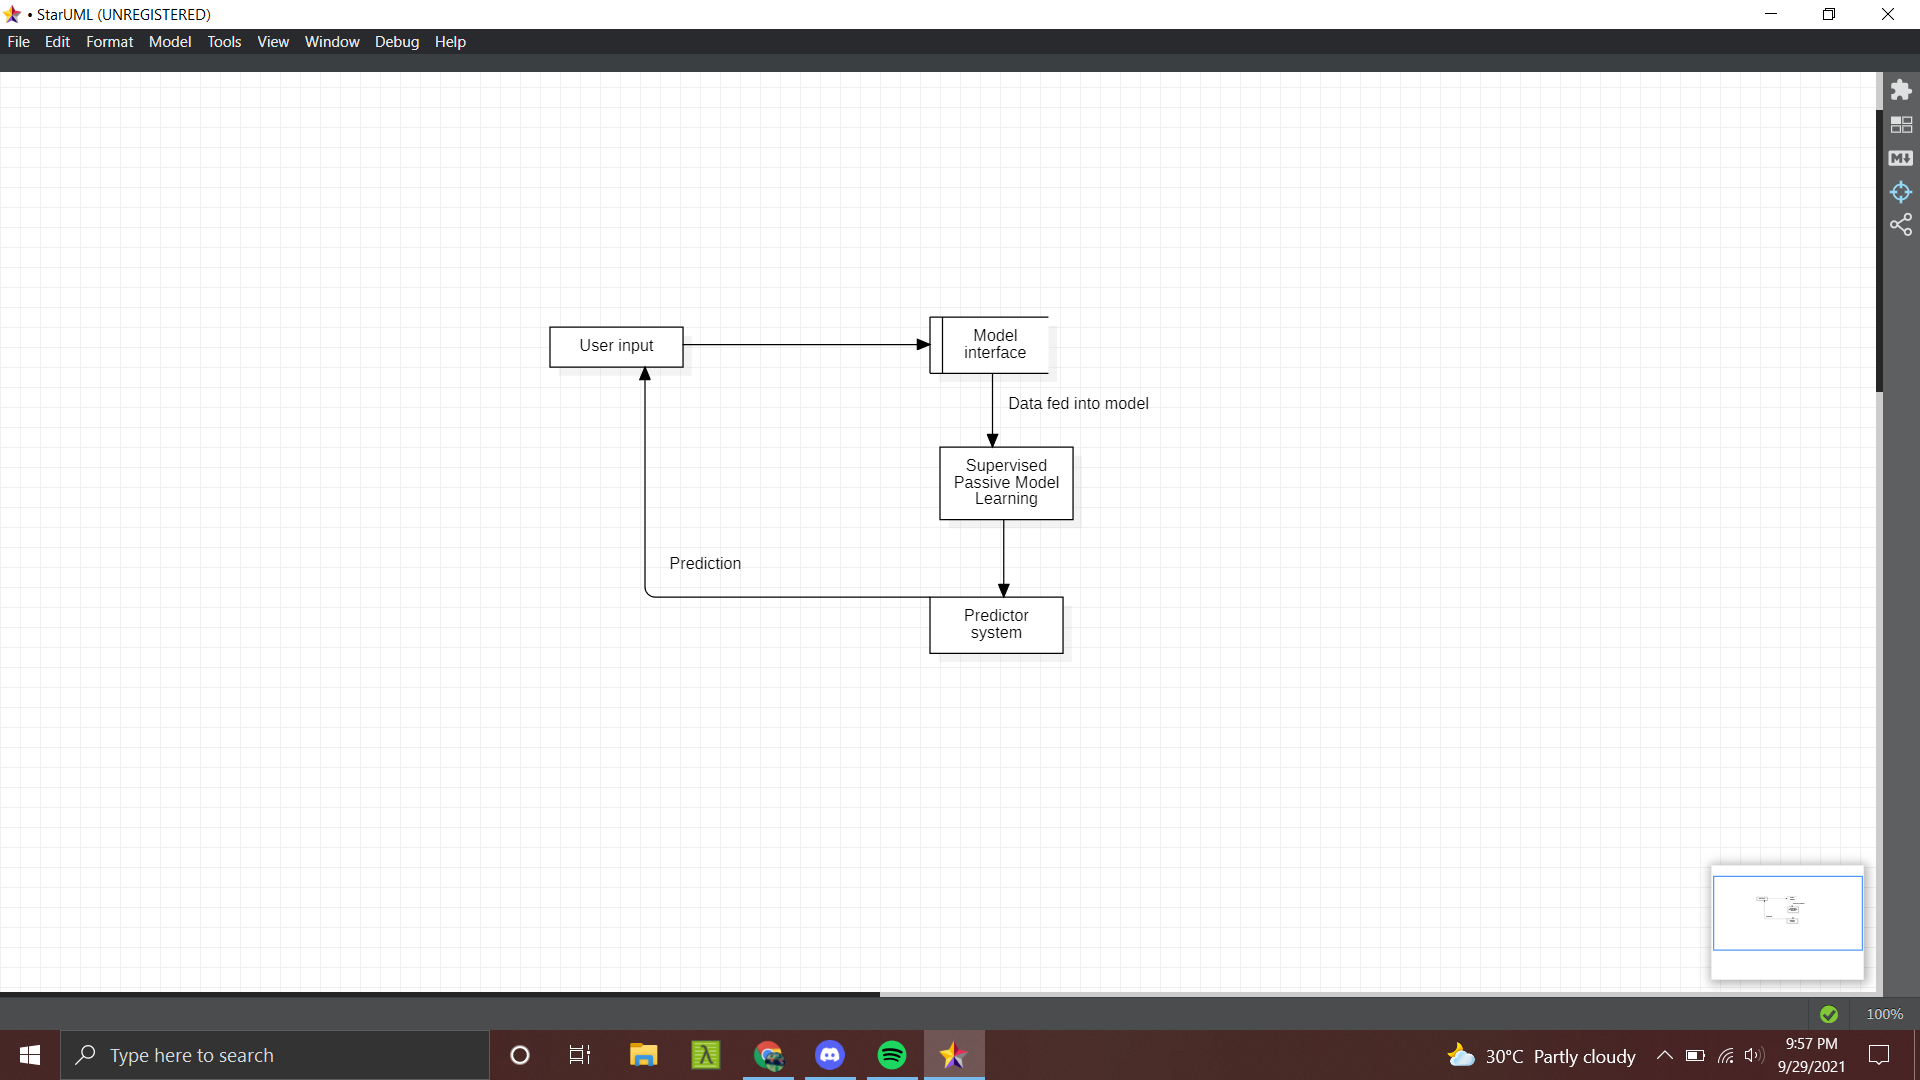 • StarUML (UNREGISTERED)
File Edit Format Model Tools View Window Debug Help
User input
Model
interface
Data fed into model
Supervised
Passive Model
Learning
Prediction
Predictor
system
100%
Type here to search
30°C Partly cloudy
9:57 PM
9/29/2021